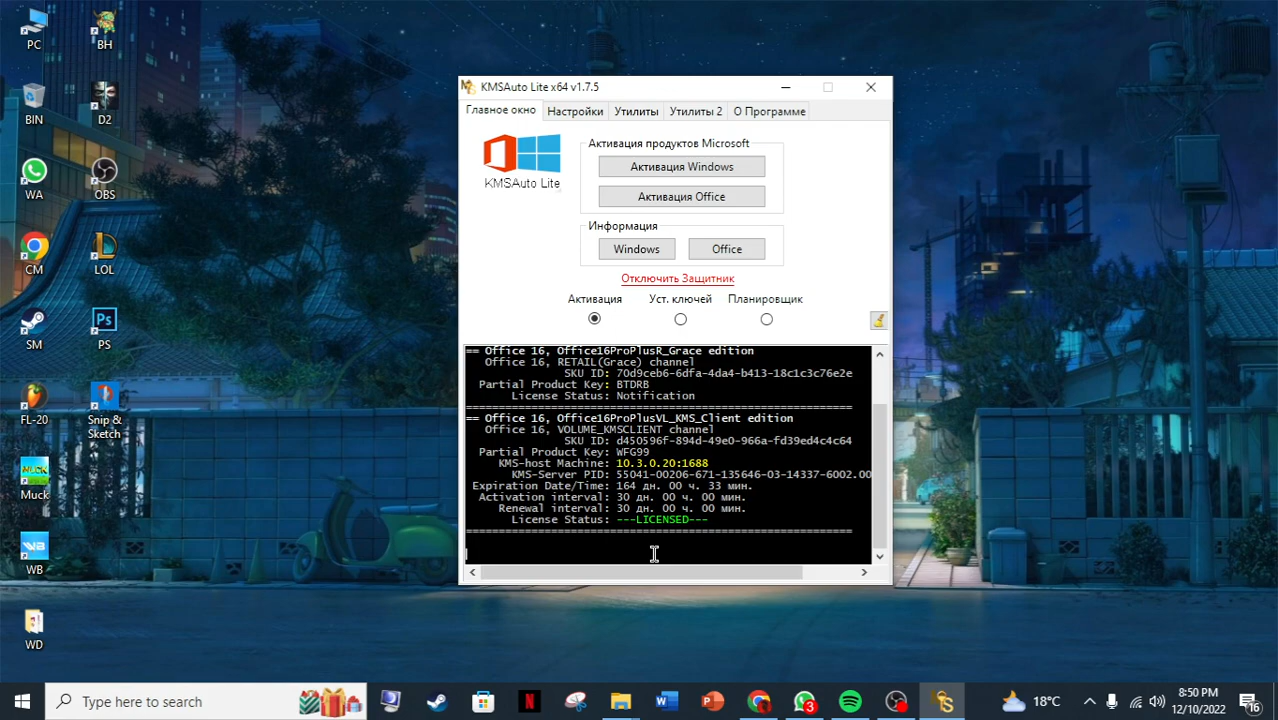 PC
BH
BIN
D2
WA
OBS
CM
LOL
SM
Ps
PS
FL-20
Snip &
Sketch
MUCK
Muck
WB
WB
WD
KMSAuto Lite x64 v1.7.5
Главное окно Настройки Утилиты Утилиты 2 О Программе
KMSAuto Lite
Активация продуктов Microsoft
Активация Windows
Активация Office
Информация
Windows Office
Отключить Защитник
Активация Уст. ключей Планировщик
== Office 16, Office16ProPlusR_Grace edition
Office 16, RETAIL(Grace) channel
SKU ID: 70d9ceb6-6dfa-4da4-b413-18c1c3c76e2e
Partial Product Key: BTDRB
License Status: Notification
==========================================================
== Office 16, Office16ProPlusVL_KMS_Client edition
Office 16, VOLUME_KMSCLIENT channel
SKU ID: d450596f-894d-49e0-966a-fd39ed4c4c64
Partial Product Key: WFG99
KMS-host Machine: 10.3.0.20:1688
KMS-Server PID: 55041-00206-671-135646-03-14337-6002.00
Expiration Date/Time: 164 дн. 00 ч. 33 мин.
Activation interval: 30 дн. 00 ч. 00 мин.
Renewal interval: 30 дн. 00 ч. 00 мин.
License Status: ---LICENSED---
==========================================================
Type here to search
3
18°C
8:50 PM
12/10/2022
16